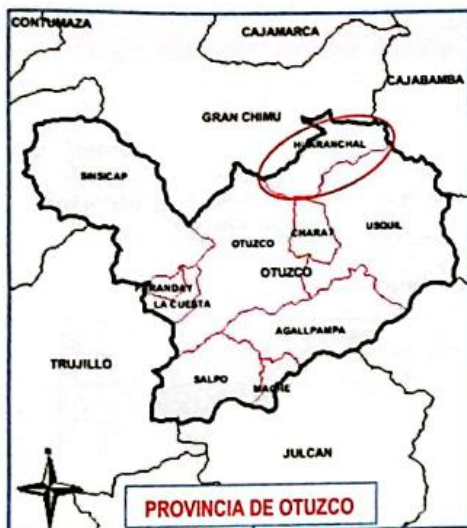 CONTUMAZA
CAJAMARCA
CAJABAMBA
GRAN CHIMU
HUARANCHAL
SINSICAP
CHARAT
USQUIL
OTUZCO
OTUZCO
PARANDAY
LA CUESTA
AGALLPAMPA
TRUJILLO
SALPO
MACHE
JULCAN
N
PROVINCIA DE OTUZCO